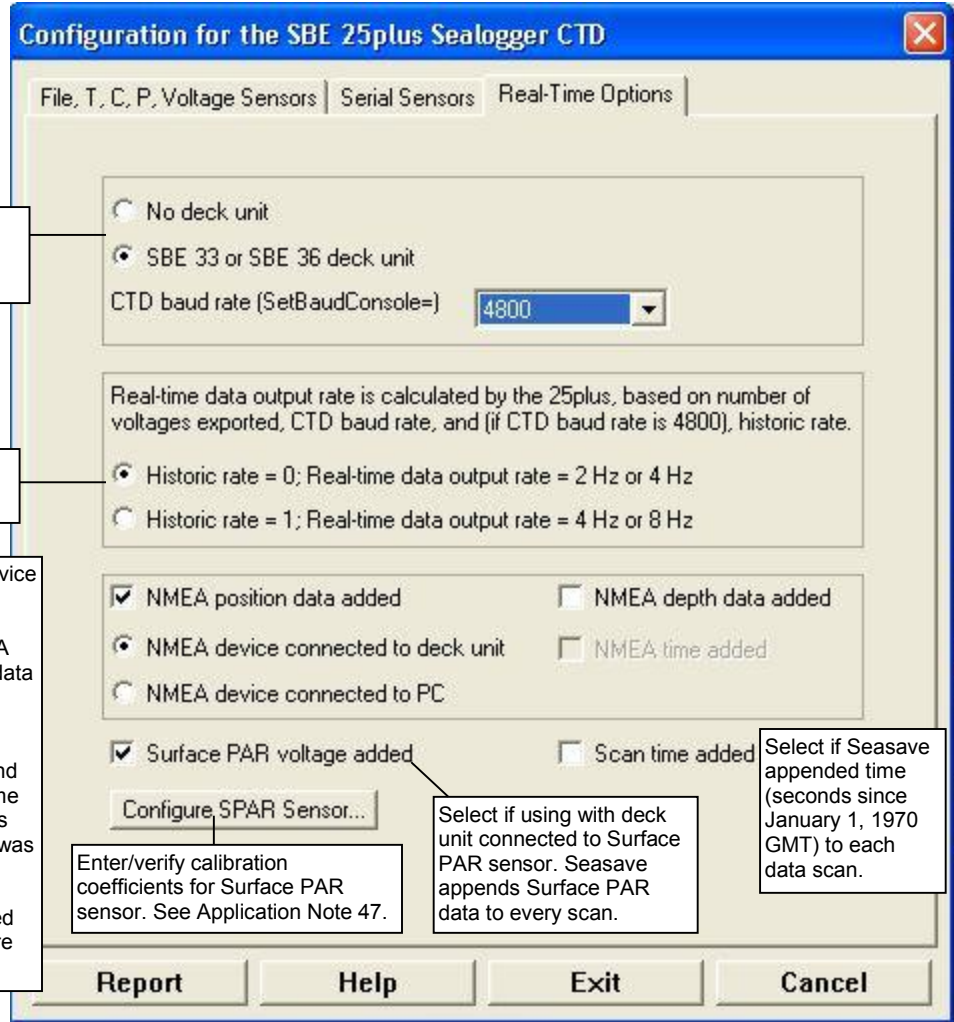 Configuration for the SBE 25plus Sealogger CTD
File, T, C, P, Voltage Sensors
Serial Sensors
Real-Time Options
No deck unit
SBE 33 or SBE 36 deck unit
CTD baud rate (SetBaudConsole=)
4800
Real-time data output rate is calculated by the 25plus, based on number of
voltages exported, CTD baud rate, and (if CTD baud rate is 4800), historic rate.
Historic rate = 0; Real-time data output rate = 2 Hz or 4 Hz
Historic rate = 1; Real-time data output rate = 4 Hz or 8 Hz
NMEA position data added
NMEA depth data added
NMEA device connected to deck unit
NMEA time added
NMEA device connected to PC
Surface PAR voltage added
Scan time added
Configure SPAR Sensor...
Enter/verify calibration
coefficients for Surface PAR
sensor. See Application Note 47.
Select if using with deck
unit connected to Surface
PAR sensor. Seasave
appends Surface PAR
data to every scan.
Select if Seasave
appended time
(seconds since
January 1, 1970
GMT) to each
data scan.
was
Report
Help
Exit
Cancel